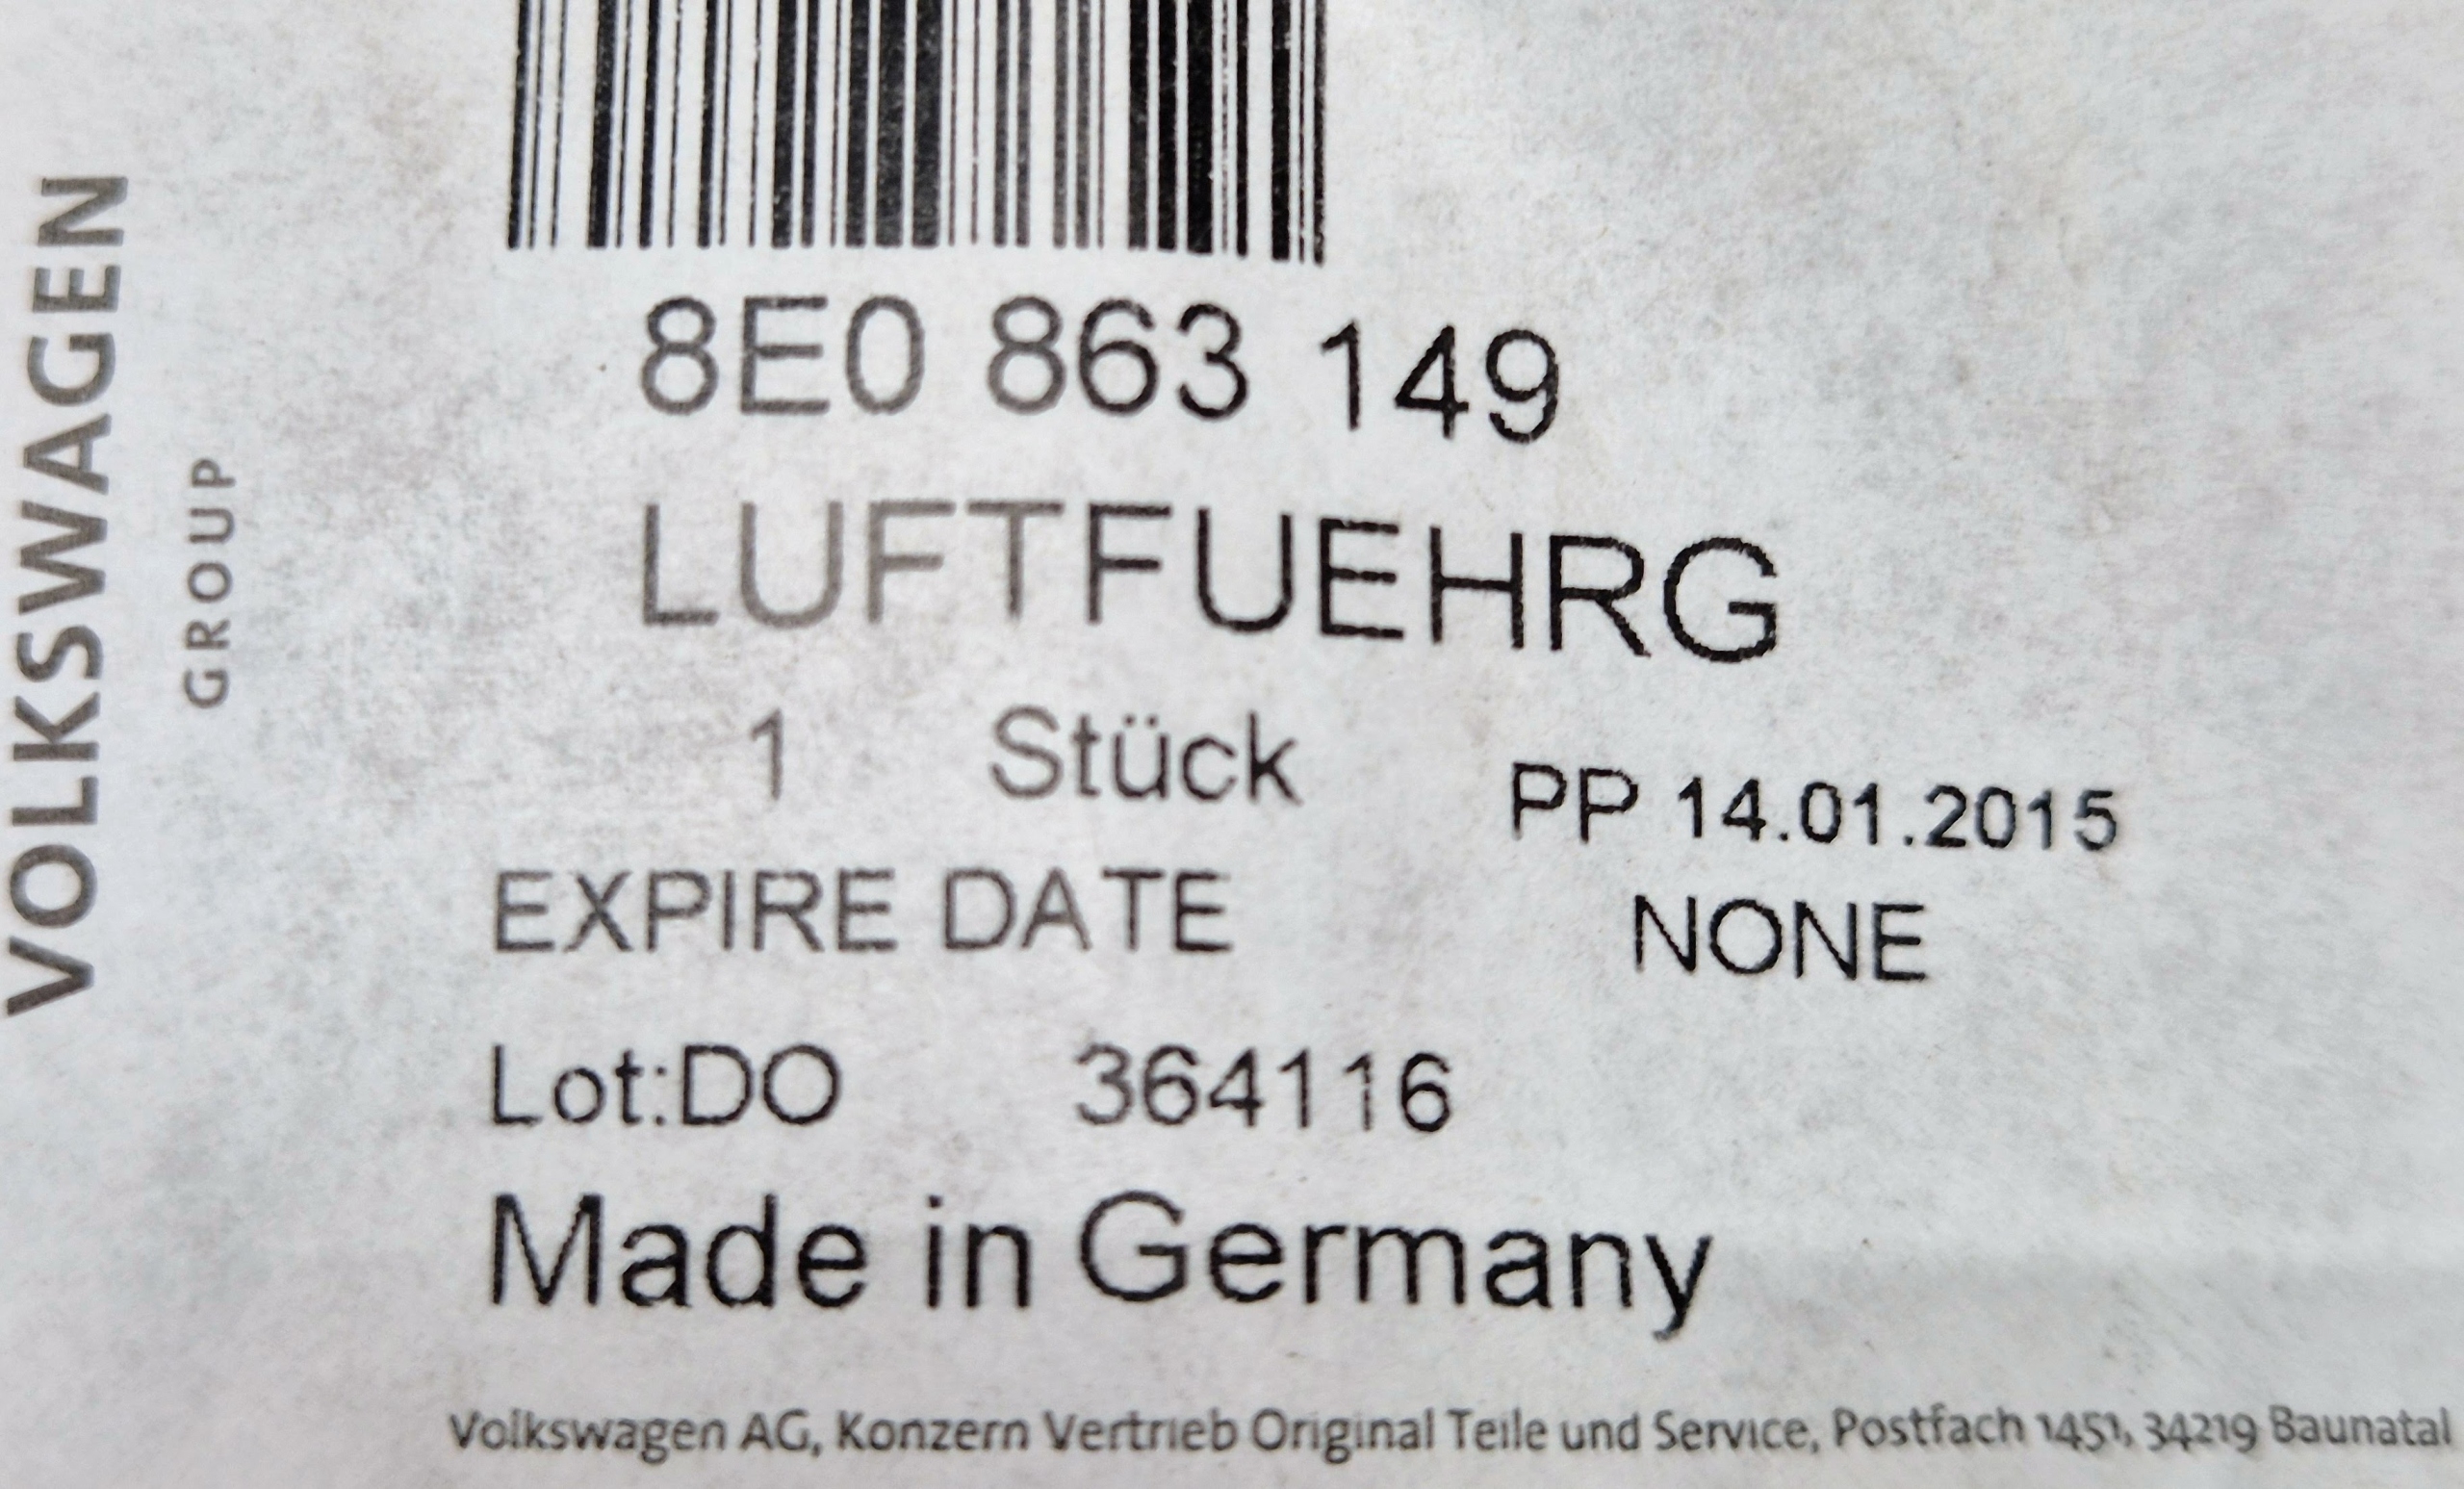 VOLKSWAGEN
GROUP
8E0 863 149
LUFTFUEHRG
1 Stück PP 14.01.2015
EXPIRE DATE NONE
Lot:DO 364116
Made in Germany
Volkswagen AG, Konzern Vertrieb Original Teile und Service, Postfach 1451, 34219 Baunatal